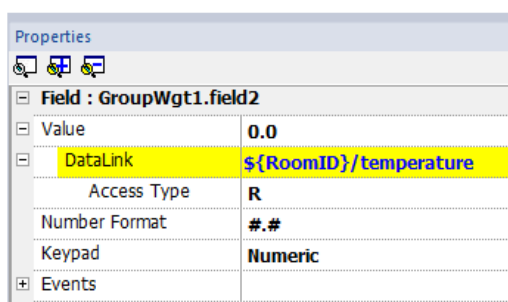 Properties
Field : GroupWgt1.field2
Value 0.0
DataLink ${RoomID}/temperature
Access Type R
Number Format #.#
Keypad Numeric
Events